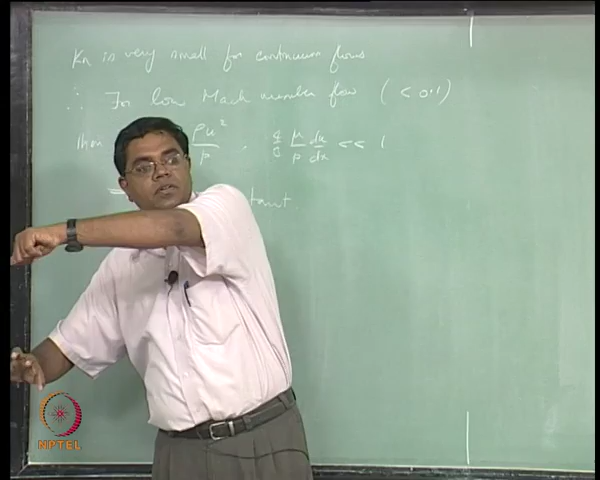 Kn is very small for continuum flows
∴ For low Mach number flow ( < 0.1 )
Then ρu²/p , 4/3 μ/p du/dx << 1
NPTEL